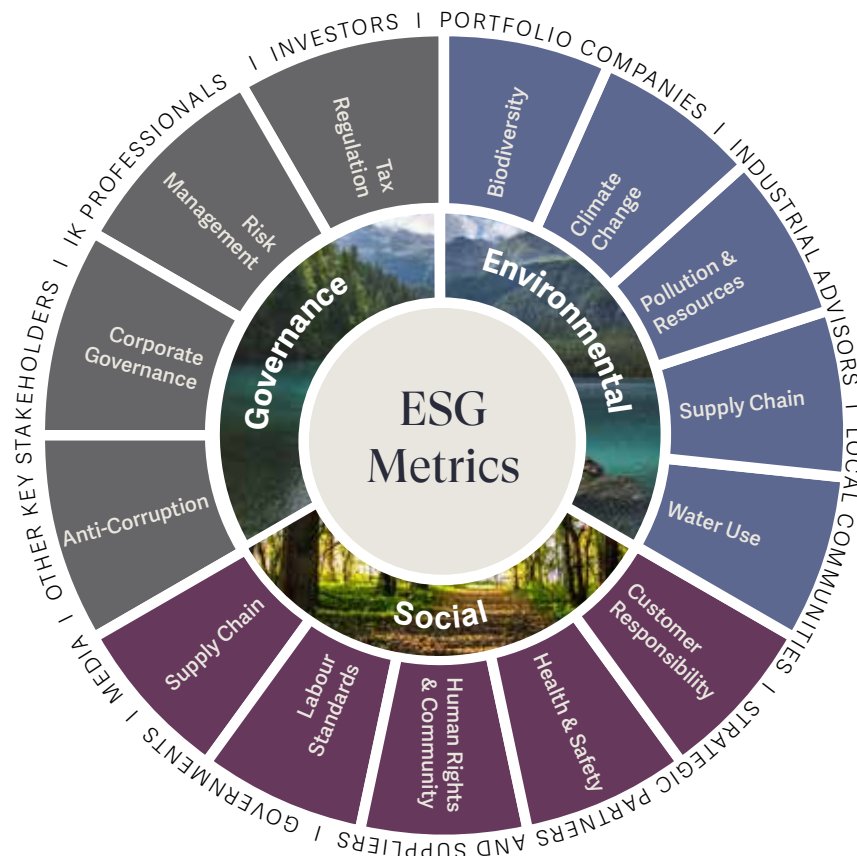 PORTFOLIO COMPANIES I INDUSTRIAL ADVISORS I LOCAL COMMUNITIES I STRATEGIC PARTNERS AND SUPPLIERS I GOVERNMENTS I MEDIA I OTHER KEY STAKEHOLDERS I IK PROFESSIONALS I INVESTORS I
ESG
Metrics
Environmental
Biodiversity
Climate
Change
Pollution &
Resources
Supply Chain
Water Use
Social
Customer
Responsibility
Health & Safety
Human Rights
& Community
Labour
Standards
Supply Chain
Governance
Anti-Corruption
Corporate
Governance
Risk
Management
Tax
Regulation